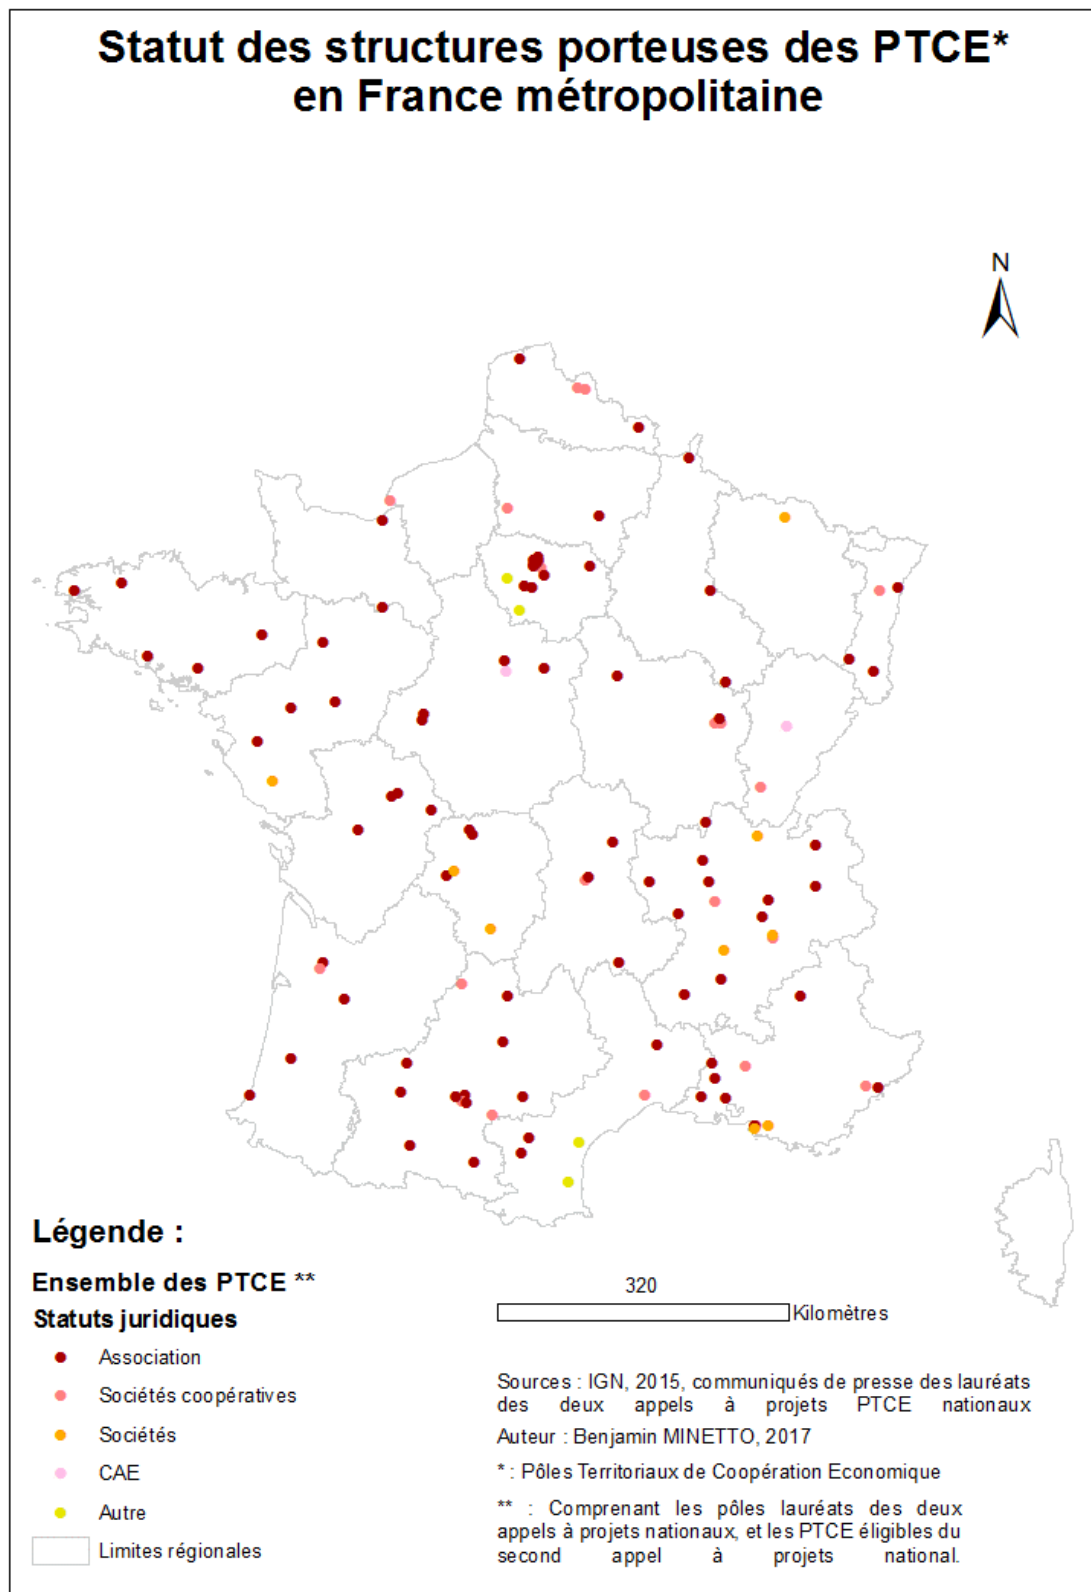 Statut des structures porteuses des PTCE*
en France métropolitaine
N
Légende :
Ensemble des PTCE **
Statuts juridiques
Association
Sociétés coopératives
Sociétés
CAE
Autre
Limites régionales
320
Kilomètres
Sources : IGN, 2015, communiqués de presse des lauréats
des deux appels à projets PTCE nationaux
Auteur : Benjamin MINETTO, 2017
* : Pôles Territoriaux de Coopération Economique
** : Comprenant les pôles lauréats des deux
appels à projets nationaux, et les PTCE éligibles du
second appel à projets national.